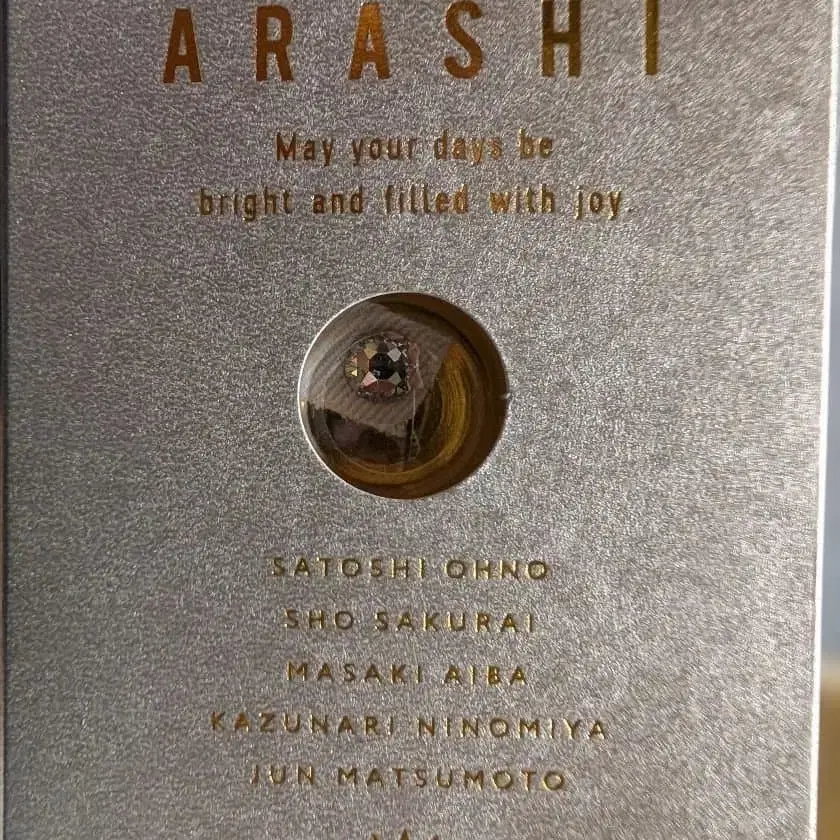 ARASHI
May your days be
bright and filled with joy.
SATOSHI OHNO
SHO SAKURAI
MASAKI AIBA
KAZUNARI NINOMIYA
JUN MATSUMOTO